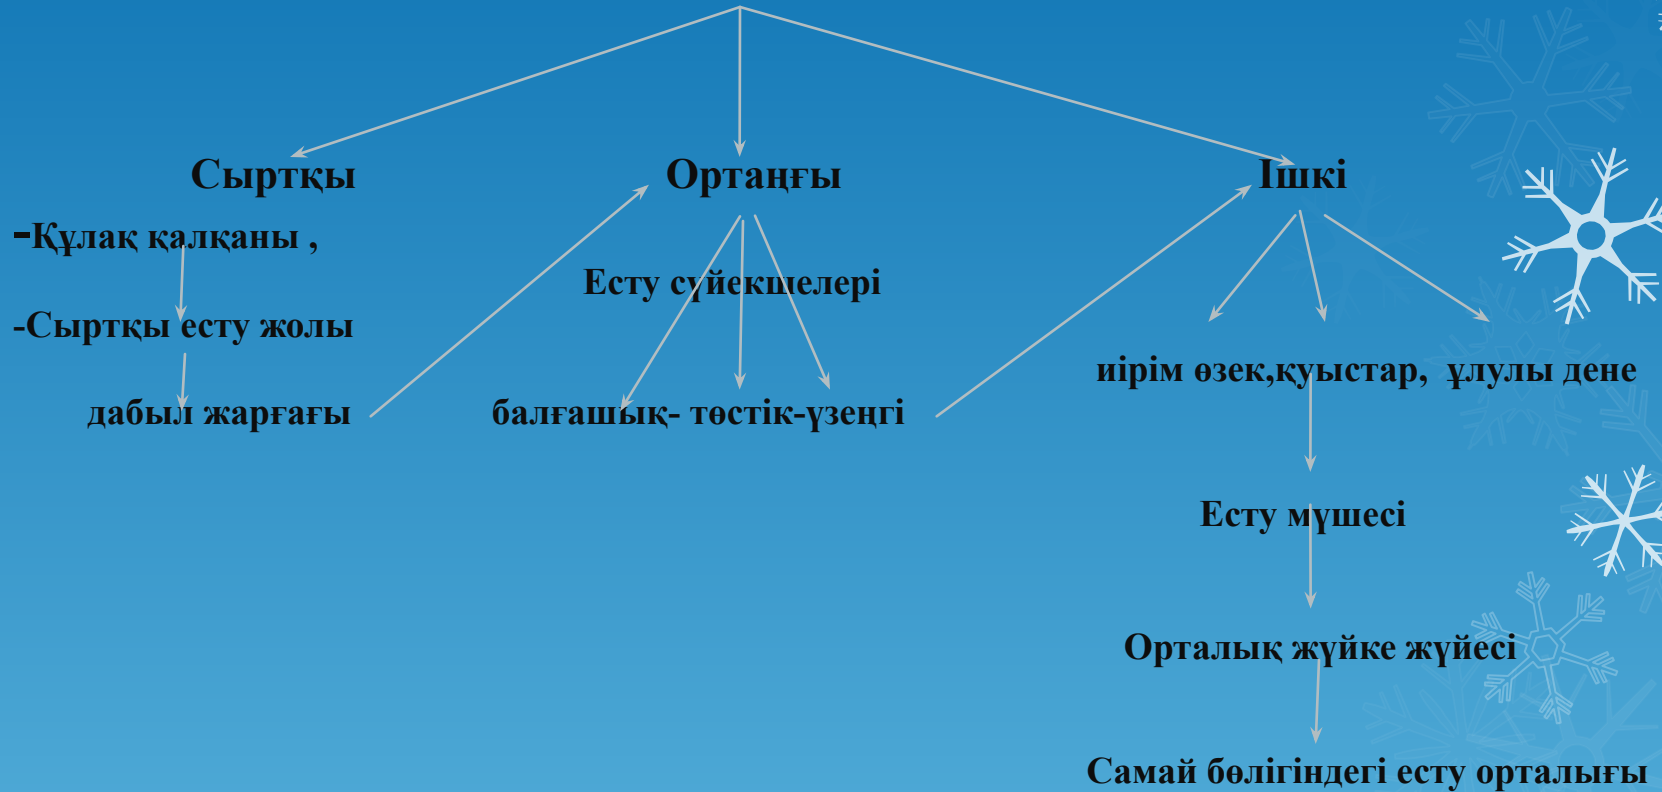 Сыртқы Ортаңғы Ішкі
-Құлақ қалқаны ,
Есту сүйекшелері
-Сыртқы есту жолы
иірім өзек,қуыстар, ұлулы дене
дабыл жарғағы балғашық- төстік-үзеңгі
Есту мүшесі
Орталық жүйке жүйесі
Самай бөлігіндегі есту орталығы